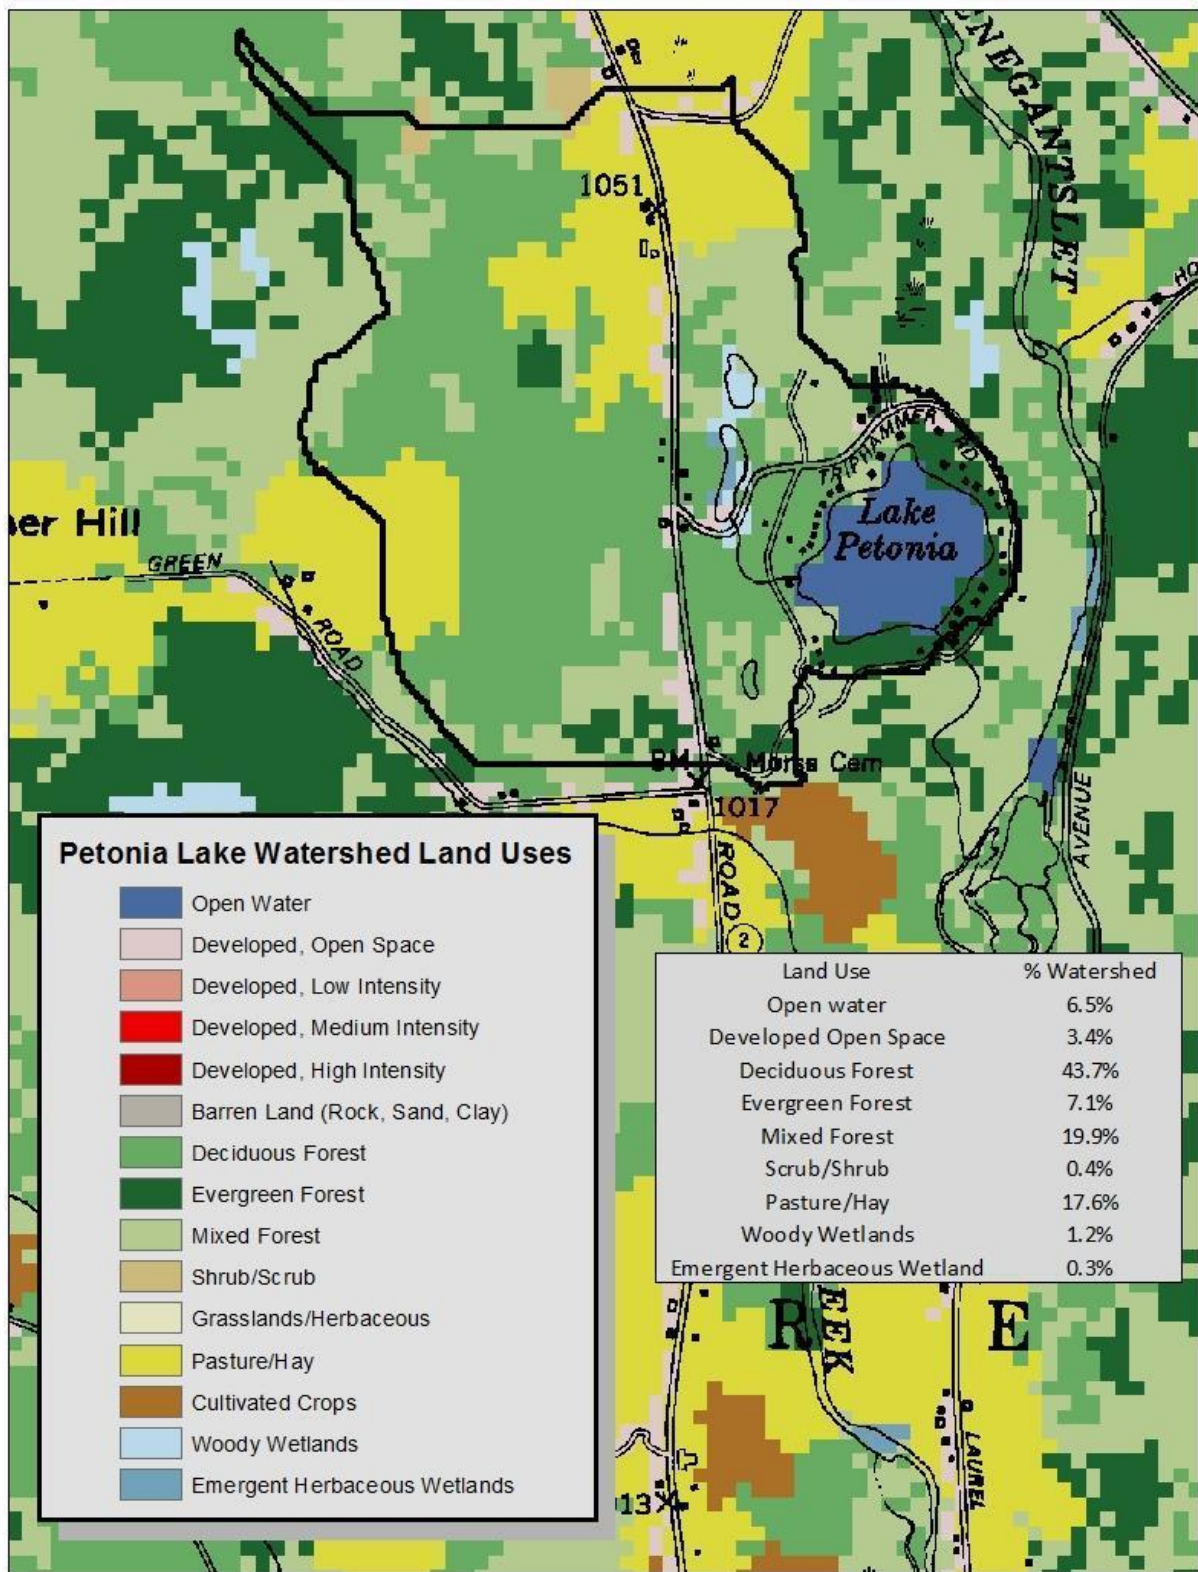 ENEGANTSLET
1051
HO
TRIPHAMMER RD
Lake
Petonia
er Hill
GREEN
ROAD
BM
Morse Cem
1017
ROAD
AVENUE
2
Petonia Lake Watershed Land Uses
Open Water
Developed, Open Space
Developed, Low Intensity
Developed, Medium Intensity
Developed, High Intensity
Barren Land (Rock, Sand, Clay)
Deciduous Forest
Evergreen Forest
Mixed Forest
Shrub/Scrub
Grasslands/Herbaceous
Pasture/Hay
Cultivated Crops
Woody Wetlands
Emergent Herbaceous Wetlands
Land Use % Watershed
Open water 6.5%
Developed Open Space 3.4%
Deciduous Forest 43.7%
Evergreen Forest 7.1%
Mixed Forest 19.9%
Scrub/Shrub 0.4%
Pasture/Hay 17.6%
Woody Wetlands 1.2%
Emergent Herbaceous Wetland 0.3%
R E
EEK
LAUREL
013